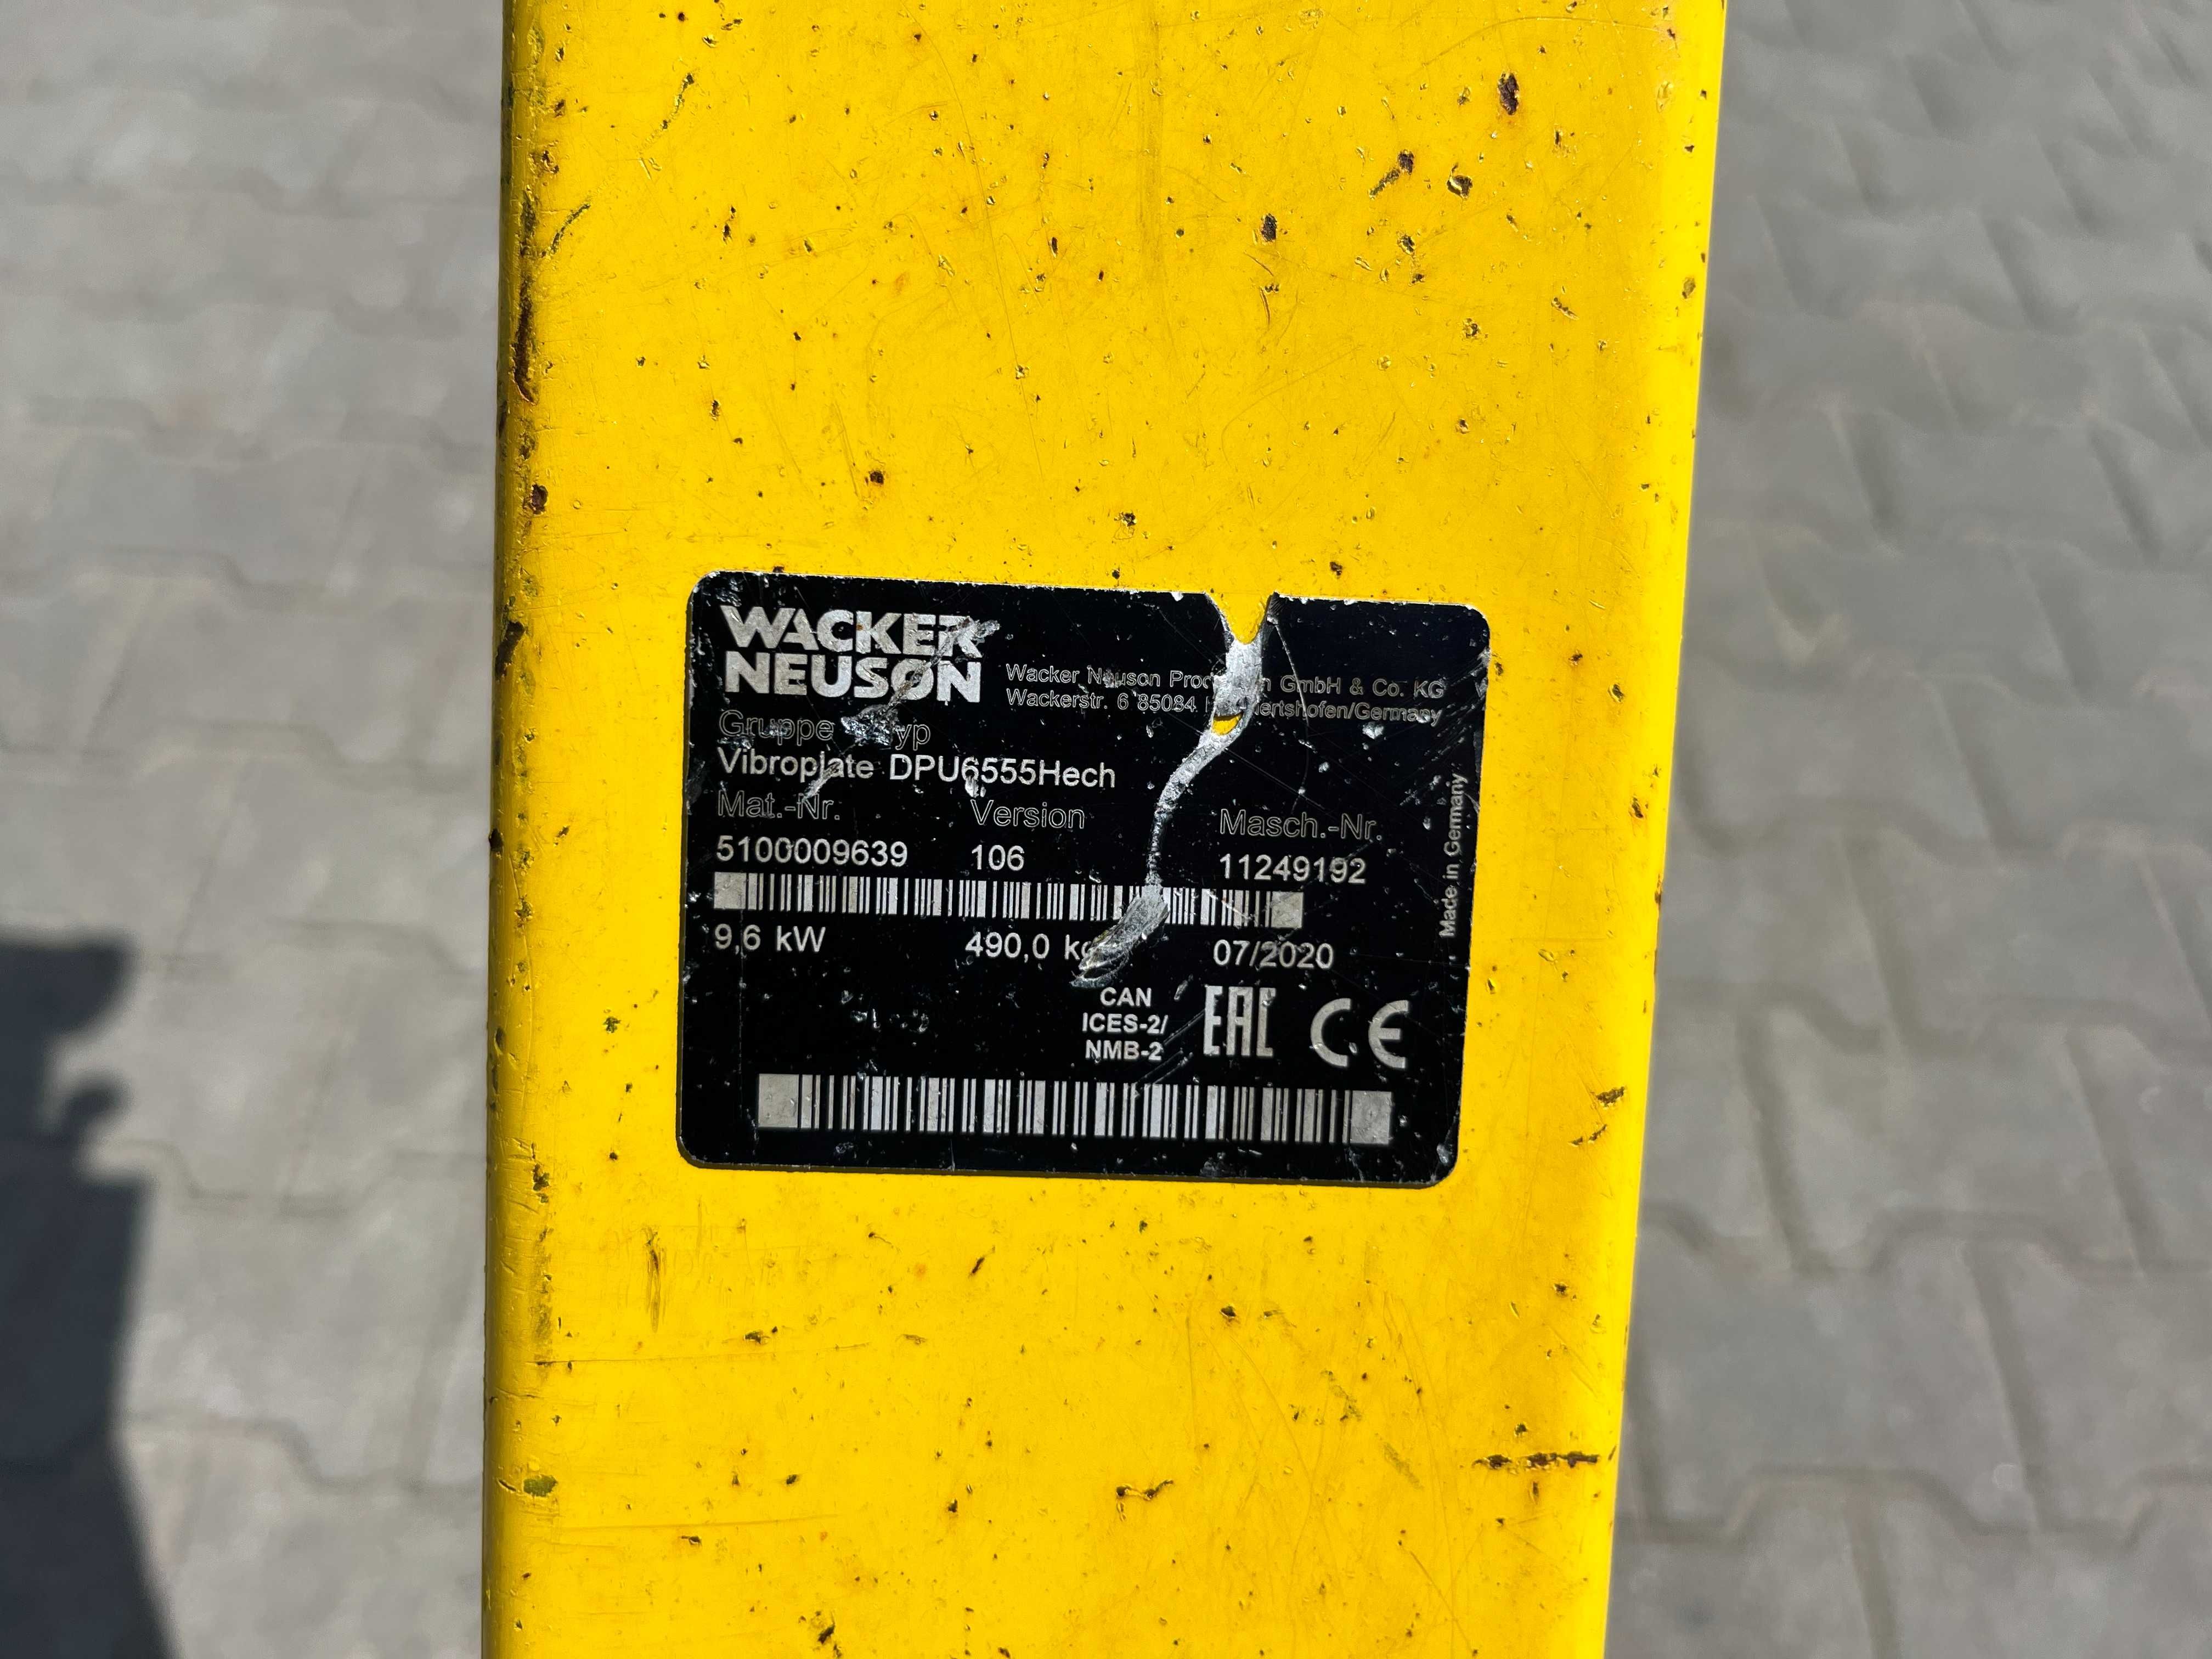 WACKER
NEUSON
Wacker Neuson GmbH & Co. KG
Wackerstr. 6 85084
Gruppe
Vibroplate DPU6555Hech
Mat.-Nr. Version Masch.-Nr.
5100009639 106 11249192
9,6 kW 490,0 kg 07/2020
CAN
ICES-2/
NMB-2
EAC CE
Made in Germany